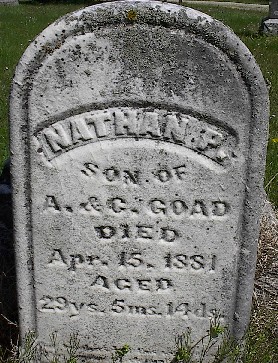 NATHAN F.
SON OF
A. & C. GOAD
DIED
Apr. 15, 1881
AGED
29 ys. 5 ms. 14 d.